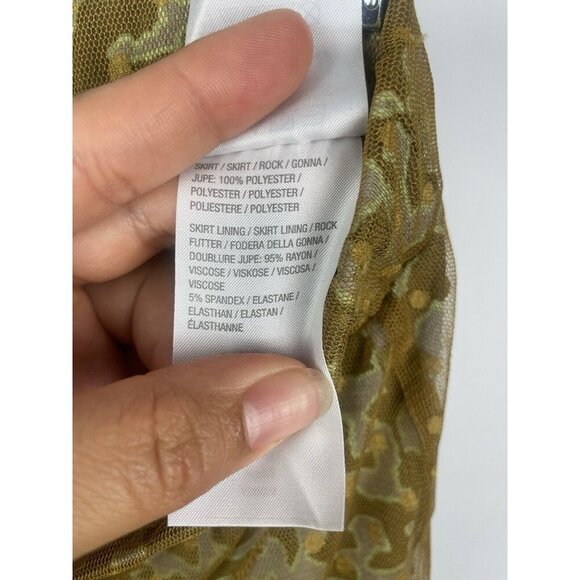 SKIRT / SKIRT / ROCK / GONNA /
JUPE: 100% POLYESTER /
POLYESTER / POLYESTER /
POLIESTERE / POLYESTER
SKIRT LINING / SKIRT LINING / ROCK
FUTTER / FODERA DELLA GONNA /
DOUBLURE JUPE: 95% RAYON /
VISCOSE / VISKOSE / VISCOSA /
VISCOSE
5% SPANDEX / ELASTANE /
ELASTHAN / ELASTAN /
ÉLASTHANNE